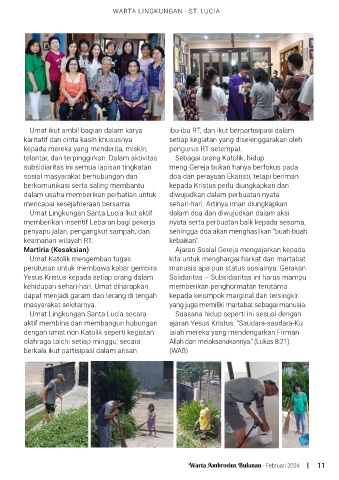 WARTA LINGKUNGAN - ST. LUCIA
Umat ikut ambil bagian dalam karya
karitatif dan cinta kasih khususnya
kepada mereka yang menderita, miskin,
telantar, dan terpinggirkan. Dalam aktivitas
subsidiaritas ini semua lapisan tingkatan
sosial masyarakat berhubungan dan
berkomunikasi serta saling membantu
dalam usaha memberikan perhatian untuk
mencapai kesejahteraan bersama.
Umat Lingkungan Santa Lucia ikut aktif
memberikan insentif Lebaran bagi pekerja
penyapu jalan, pengangkut sampah, dan
keamanan wilayah RT.
Martiria (Kesaksian)
Umat Katolik mengemban tugas
perutusan untuk membawa kabar gembira
Yesus Kristus kepada setiap orang dalam
kehidupan sehari-hari. Umat diharapkan
dapat menjadi garam dan terang di tengah
masyarakat sekitarnya.
Umat Lingkungan Santa Lucia secara
aktif membina dan membangun hubungan
dengan umat non Katolik seperti kegiatan
olahraga taichi setiap minggu; secara
berkala ikut partisipasi dalam arisan
ibu-ibu RT, dan ikut berpartisipasi dalam
setiap kegiatan yang diselenggarakan oleh
pengurus RT setempat.
Sebagai orang Katolik, hidup
meng-Gereja bukan hanya berfokus pada
doa dan perayaan Ekaristi, tetapi beriman
kepada Kristus perlu diungkapkan dan
diwujudkan dalam perbuatan nyata
sehari-hari. Artinya iman diungkapkan
dalam doa dan diwujudkan dalam aksi
nyata serta perbuatan baik kepada sesama,
sehingga doa akan menghasilkan "buah-buah
kebaikan".
Ajaran Sosial Gereja mengajarkan kepada
kita untuk menghargai harkat dan martabat
manusia apa pun status sosialnya. Gerakan
Solidaritas – Subsidiaritas ini harus mampu
memberikan penghormatan terutama
kepada kelompok marginal dan tersingkir
yang juga memiliki martabat sebagai manusia.
Suasana hidup seperti ini sesuai dengan
ajaran Yesus Kristus: "Saudara-saudara-Ku
ialah mereka yang mendengarkan Firman
Allah dan melaksanakannya." (Lukas 8:21).
(WAB)
Warta Ambrosius Bulanan - Februari 2024 | 11